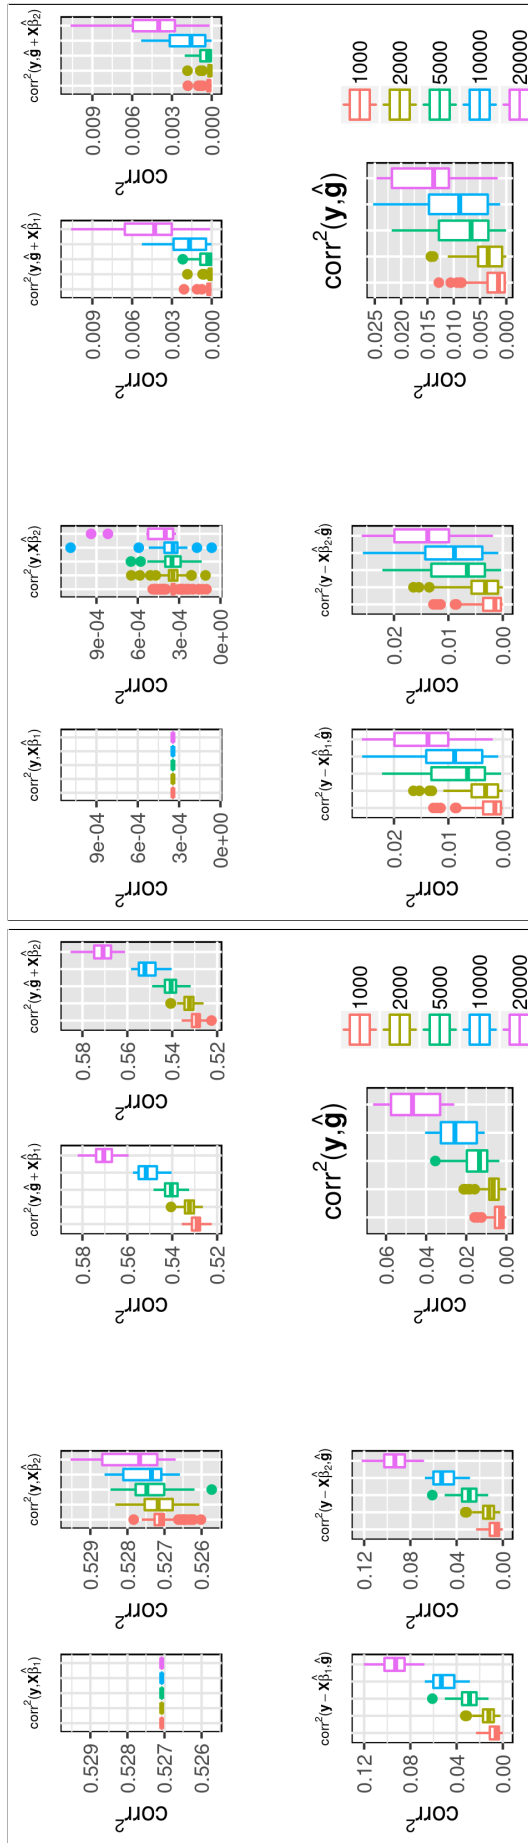 corr²(y,Xβ̂₁)
corr²
0.529
0.528
0.527
0.526
corr²(y,Xβ̂₂)
corr²
0.529
0.528
0.527
0.526
corr²(y,ĝ + Xβ̂₁)
corr²
0.58
0.56
0.54
0.52
corr²(y,ĝ + Xβ̂₂)
corr²
0.58
0.56
0.54
0.52
corr²(y − Xβ̂₁,ĝ)
corr²
0.12
0.08
0.04
0.00
corr²(y − Xβ̂₂,ĝ)
corr²
0.12
0.08
0.04
0.00
corr²(y,ĝ)
corr²
0.06
0.04
0.02
0.00
1000
2000
5000
10000
20000
corr²(y,Xβ̂₁)
corr²
9e-04
6e-04
3e-04
0e+00
corr²(y,Xβ̂₂)
corr²
9e-04
6e-04
3e-04
0e+00
corr²(y,ĝ + Xβ̂₁)
corr²
0.009
0.006
0.003
0.000
corr²(y,ĝ + Xβ̂₂)
corr²
0.009
0.006
0.003
0.000
corr²(y − Xβ̂₁,ĝ)
corr²
0.02
0.01
0.00
corr²(y − Xβ̂₂,ĝ)
corr²
0.02
0.01
0.00
corr²(y,ĝ)
corr²
0.025
0.020
0.015
0.010
0.005
0.000
1000
2000
5000
10000
20000